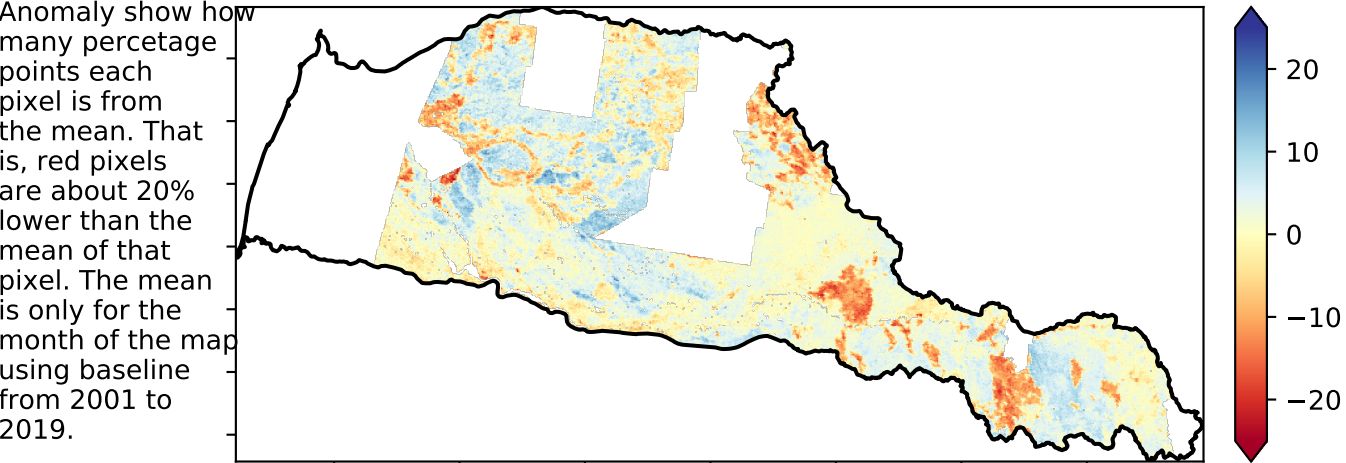 Anomaly show how
many percetage
points each
pixel is from
the mean. That
is, red pixels
are about 20%
lower than the
mean of that
pixel. The mean
is only for the
month of the map
using baseline
from 2001 to
2019.
20
10
0
−10
−20